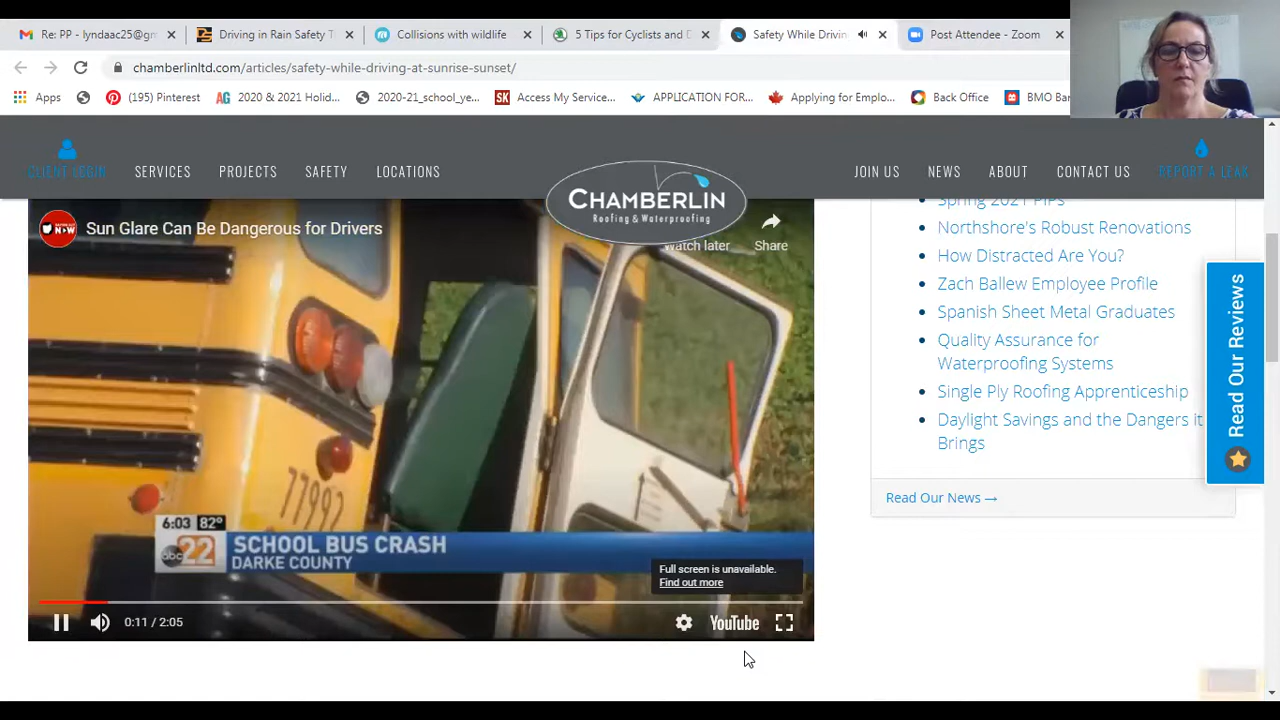 Re: PP - lyndaac25@gm
Driving in Rain Safety T
Collisions with wildlife
5 Tips for Cyclists and D
Safety While Drivin
Post Attendee - Zoom
chamberlinltd.com/articles/safety-while-driving-at-sunrise-sunset/
Apps
(195) Pinterest
2020 & 2021 Holid...
2020-21_school_ye...
Access My Service...
APPLICATION FOR...
Applying for Emplo...
Back Office
BMO Ban
CLIENT LOGIN
SERVICES
PROJECTS
SAFETY
LOCATIONS
CHAMBERLIN
Roofing & Waterproofing
JOIN US
NEWS
ABOUT
CONTACT US
REPORT A LEAK
Sun Glare Can Be Dangerous for Drivers
Watch later
Share
77992
6:03 82°
abc 22
SCHOOL BUS CRASH
DARKE COUNTY
Full screen is unavailable.
Find out more
0:11 / 2:05
YouTube
Spring 2021 PIPs
Northshore's Robust Renovations
How Distracted Are You?
Zach Ballew Employee Profile
Spanish Sheet Metal Graduates
Quality Assurance for
Waterproofing Systems
Single Ply Roofing Apprenticeship
Daylight Savings and the Dangers it
Brings
Read Our News →
Read Our Reviews